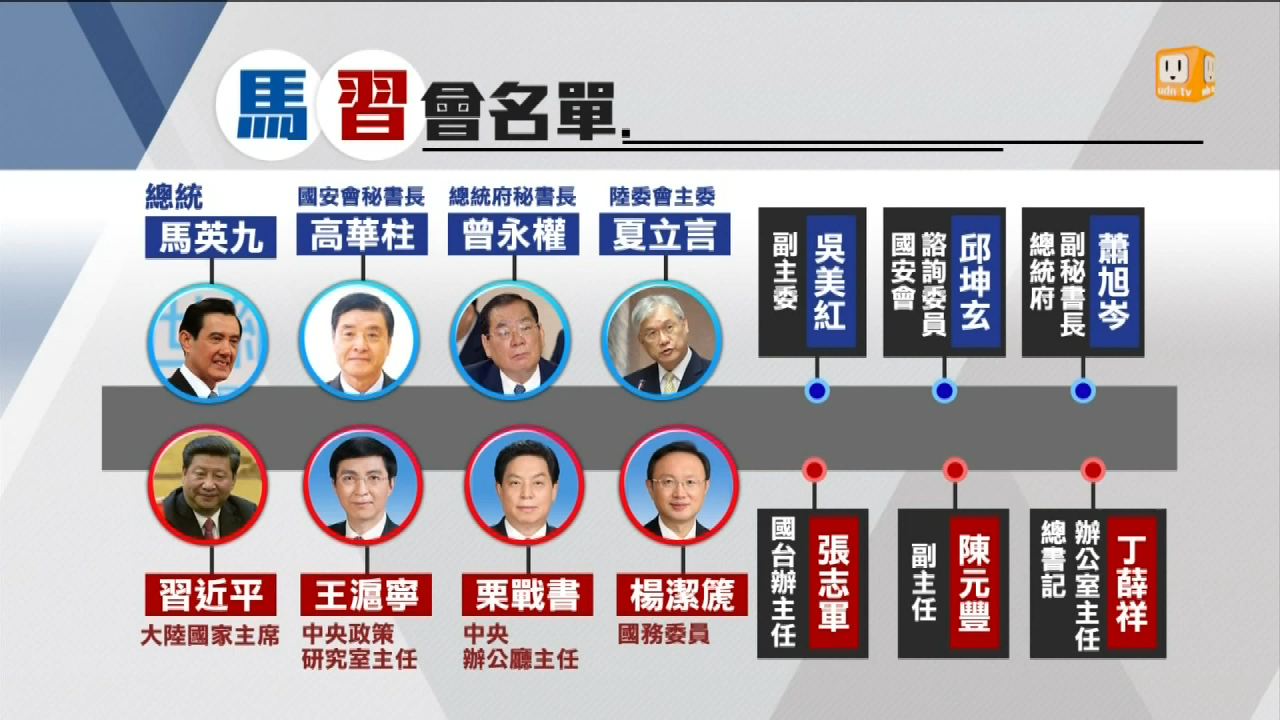 馬習會名單
udn tv
總統
馬英九
國安會秘書長
高華柱
總統府秘書長
曾永權
陸委會主委
夏立言
副主委
吳美紅
國安會
諮詢委員
邱坤玄
總統府
副秘書長
蕭旭岑
習近平
大陸國家主席
王滬寧
中央政策
研究室主任
栗戰書
中央
辦公廳主任
楊潔篪
國務委員
國台辦主任
張志軍
副主任
陳元豐
總書記
辦公室主任
丁薛祥